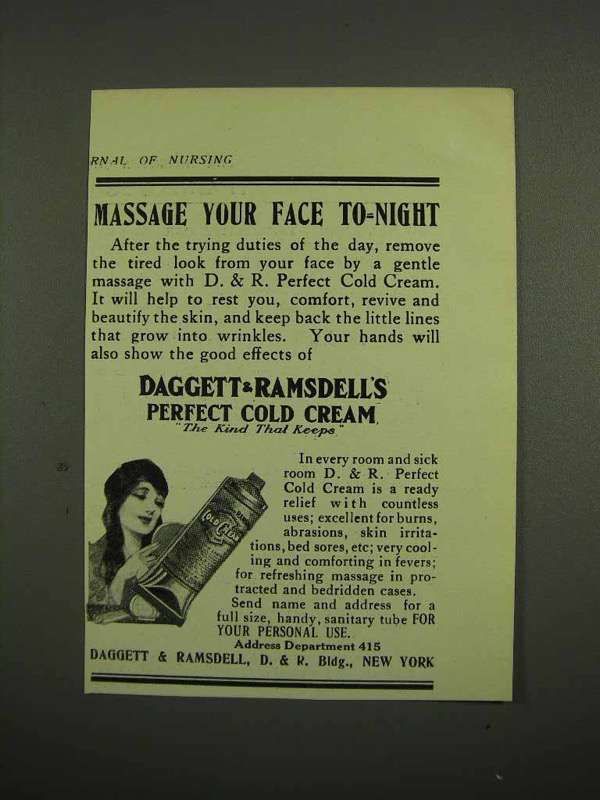 RNAL OF NURSING
MASSAGE YOUR FACE TO=NIGHT
After the trying duties of the day, remove
the tired look from your face by a gentle
massage with D. & R. Perfect Cold Cream.
It will help to rest you, comfort, revive and
beautify the skin, and keep back the little lines
that grow into wrinkles. Your hands will
also show the good effects of
DAGGETT & RAMSDELL'S
PERFECT COLD CREAM
"The Kind That Keeps"
In every room and sick
room D. & R. Perfect
Cold Cream is a ready
relief with countless
uses; excellent for burns,
abrasions, skin irrita-
tions, bed sores, etc; very cool-
ing and comforting in fevers;
for refreshing massage in pro-
tracted and bedridden cases.
Send name and address for a
full size, handy, sanitary tube FOR
YOUR PERSONAL USE.
Address Department 415
DAGGETT & RAMSDELL, D. & R. Bldg., NEW YORK
COLD CREAM